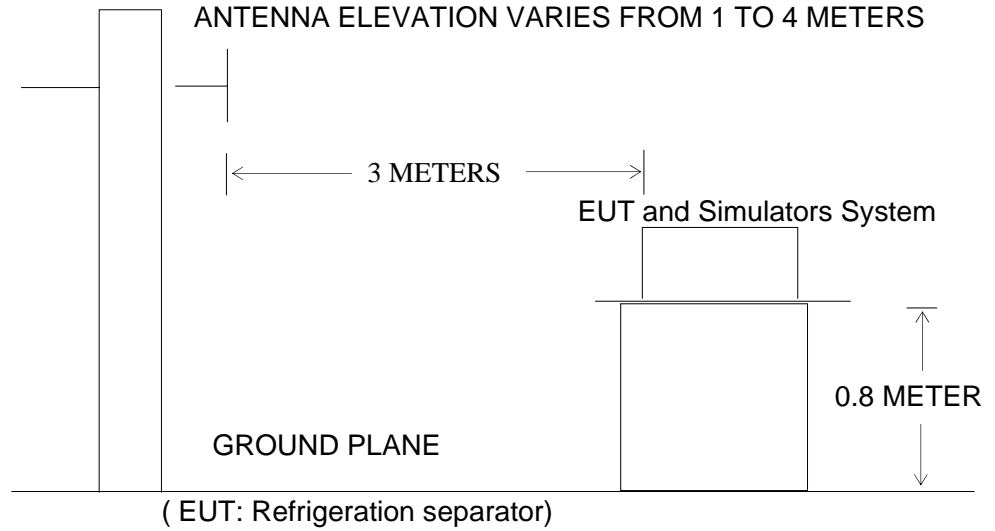 ANTENNA ELEVATION VARIES FROM 1 TO 4 METERS
3 METERS
EUT and Simulators System
0.8 METER
GROUND PLANE
( EUT: Refrigeration separator)